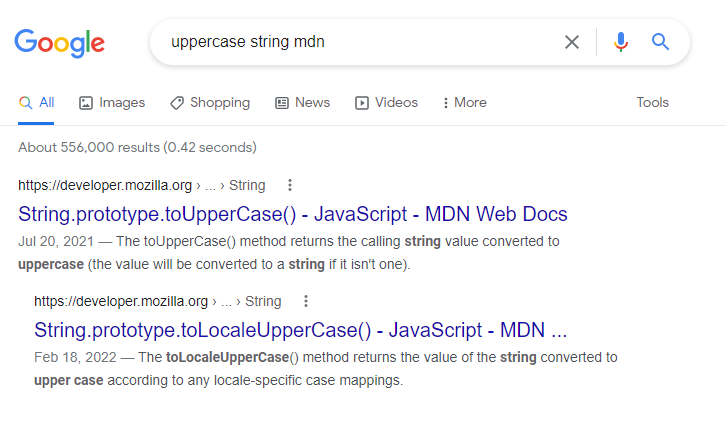 Google
uppercase string mdn
All Images Shopping News Videos More Tools
About 556,000 results (0.42 seconds)
https://developer.mozilla.org › ... › String
String.prototype.toUpperCase() - JavaScript - MDN Web Docs
Jul 20, 2021 — The toUpperCase() method returns the calling string value converted to
uppercase (the value will be converted to a string if it isn't one).
https://developer.mozilla.org › ... › String
String.prototype.toLocaleUpperCase() - JavaScript - MDN ...
Feb 18, 2022 — The toLocaleUpperCase() method returns the value of the string converted to
upper case according to any locale-specific case mappings.